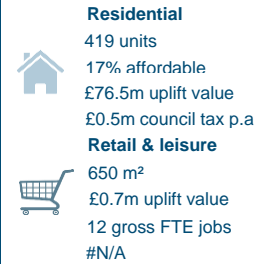 Residential
419 units
17% affordable
£76.5m uplift value
£0.5m council tax p.a
Retail & leisure
650 m²
£0.7m uplift value
12 gross FTE jobs
#N/A